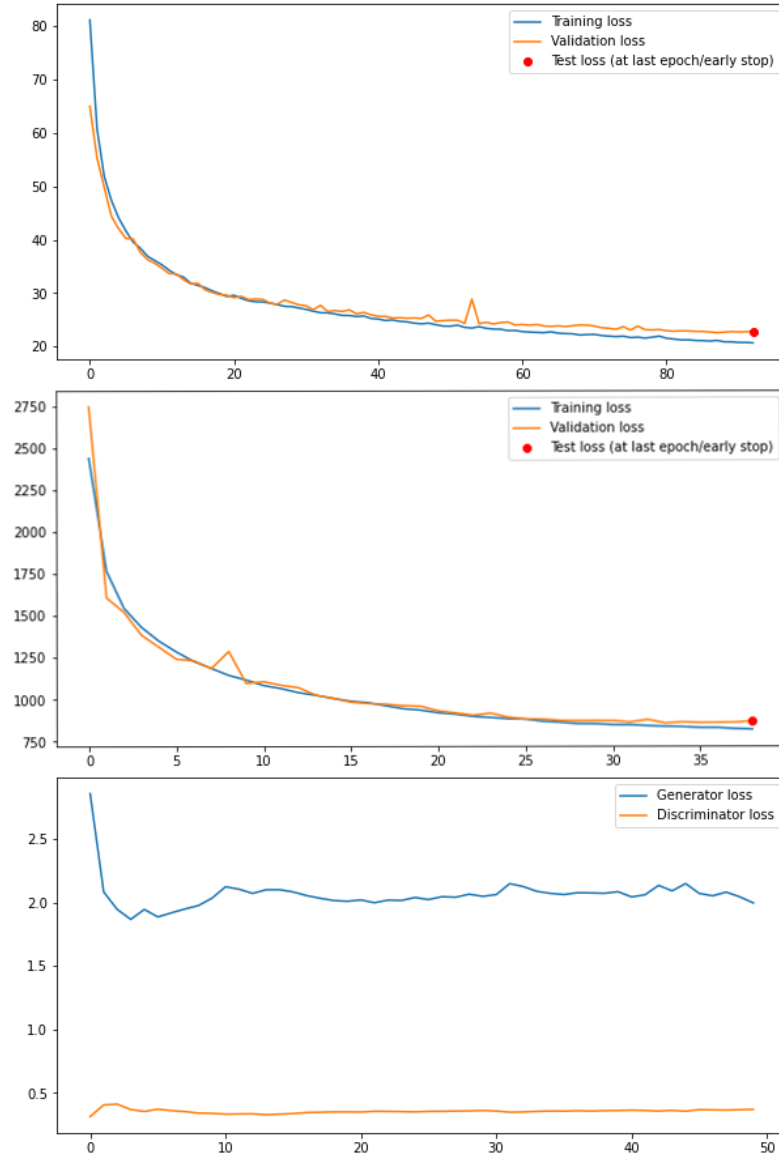 80
70
60
50
40
30
20
Training loss
Validation loss
Test loss (at last epoch/early stop)
0 20 40 60 80
2750
2500
2250
2000
1750
1500
1250
1000
750
Training loss
Validation loss
Test loss (at last epoch/early stop)
0 5 10 15 20 25 30 35
2.5
2.0
1.5
1.0
0.5
Generator loss
Discriminator loss
0 10 20 30 40 50